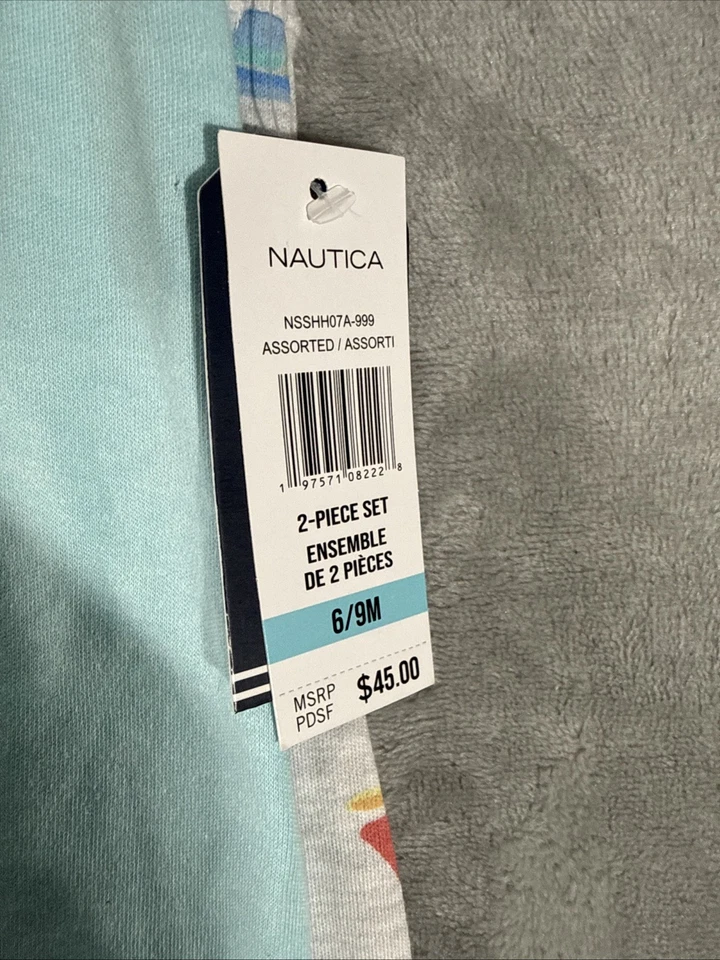 NAUTICA
NSSHH07A-999
ASSORTED / ASSORTI
1 97571 08222 8
2-PIECE SET
ENSEMBLE
DE 2 PIÈCES
6/9M
MSRP $45.00
PDSF